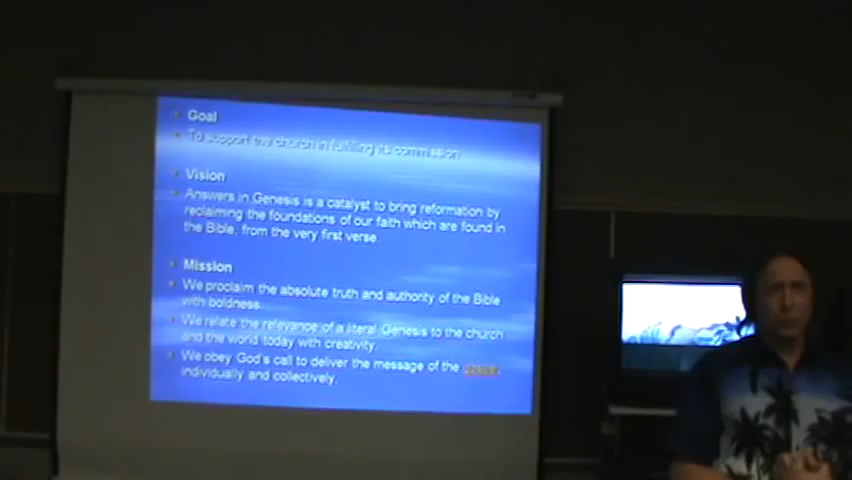 Goal
To support the church in fulfilling its commission
Vision
Answers in Genesis is a catalyst to bring reformation by
reclaiming the foundations of our faith which are found in
the Bible, from the very first verse.
Mission
We proclaim the absolute truth and authority of the Bible
with boldness.
We relate the relevance of a literal Genesis to the church
and the world today with creativity.
We obey God's call to deliver the message of the
individually and collectively.